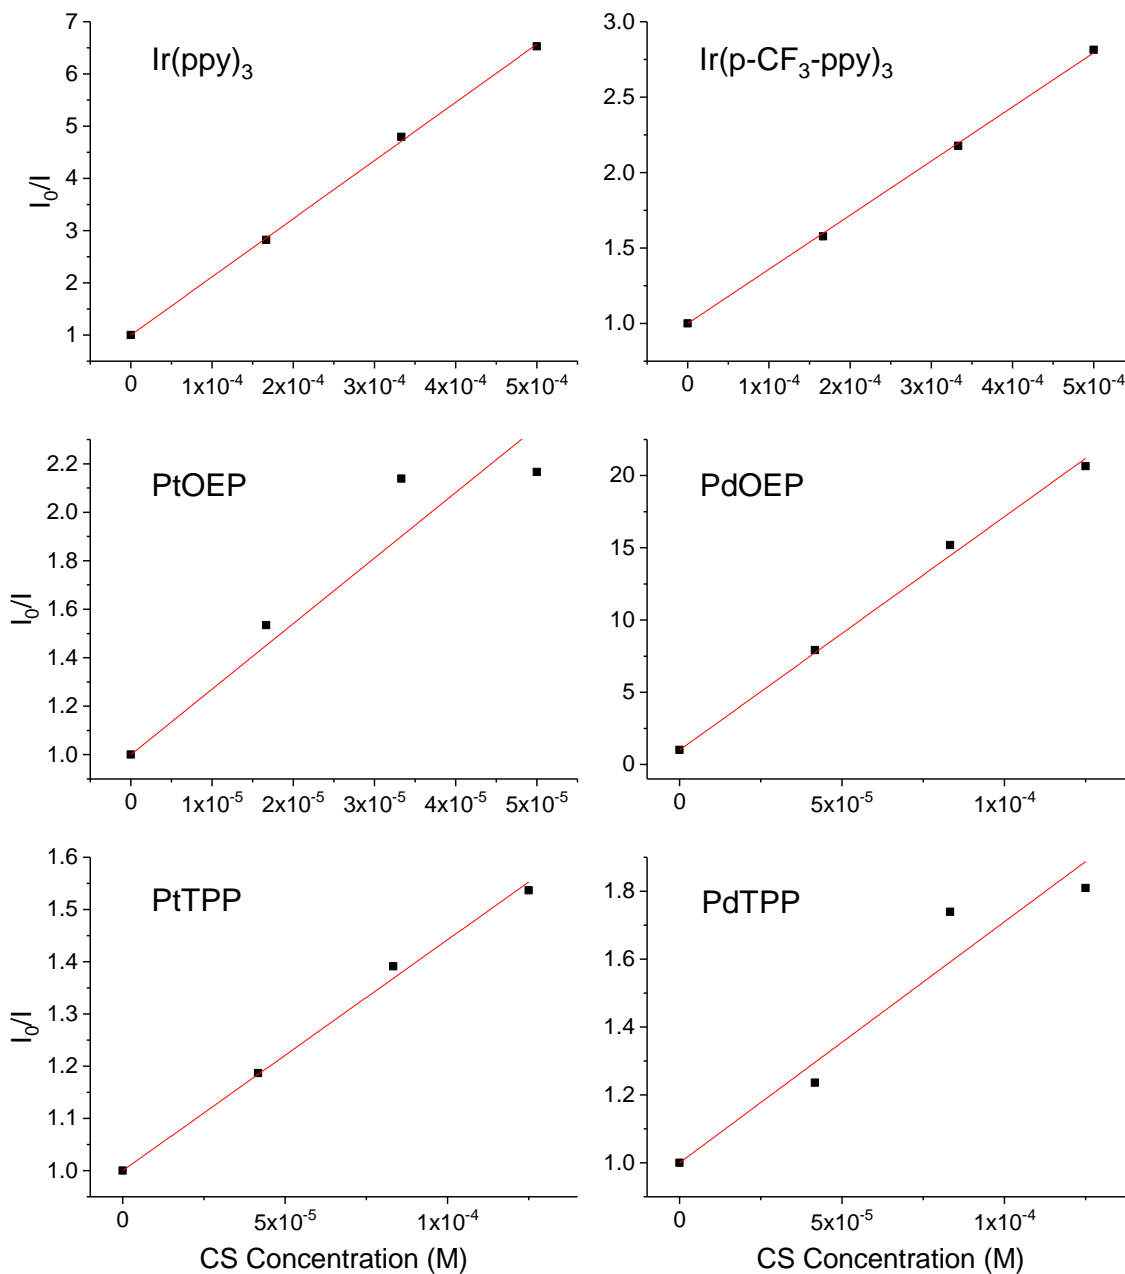 Ir(ppy)₃
7
6
5
4
3
2
1
I₀/I
0 1x10⁻⁴ 2x10⁻⁴ 3x10⁻⁴ 4x10⁻⁴ 5x10⁻⁴
Ir(p-CF₃-ppy)₃
3.0
2.5
2.0
1.5
1.0
0 1x10⁻⁴ 2x10⁻⁴ 3x10⁻⁴ 4x10⁻⁴ 5x10⁻⁴
PtOEP
2.2
2.0
1.8
1.6
1.4
1.2
1.0
I₀/I
0 1x10⁻⁵ 2x10⁻⁵ 3x10⁻⁵ 4x10⁻⁵ 5x10⁻⁵
PdOEP
20
15
10
5
0
0 5x10⁻⁵ 1x10⁻⁴
PtTPP
1.6
1.5
1.4
1.3
1.2
1.1
1.0
I₀/I
0 5x10⁻⁵ 1x10⁻⁴
CS Concentration (M)
PdTPP
1.8
1.6
1.4
1.2
1.0
0 5x10⁻⁵ 1x10⁻⁴
CS Concentration (M)